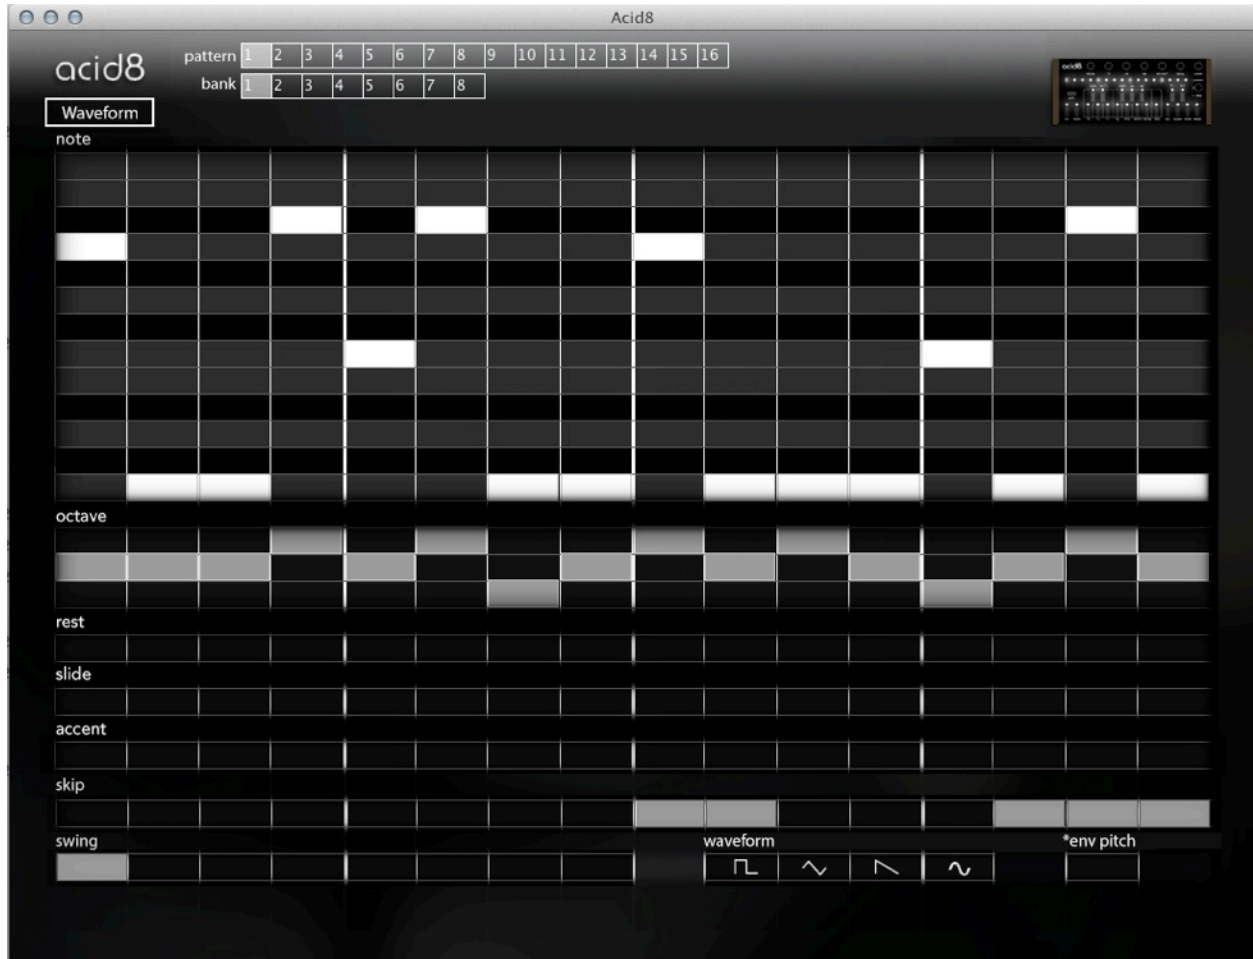 Acid8
acid8
pattern 1 2 3 4 5 6 7 8 9 10 11 12 13 14 15 16
bank 1 2 3 4 5 6 7 8
Waveform
note
octave
rest
slide
accent
skip
swing waveform *env pitch